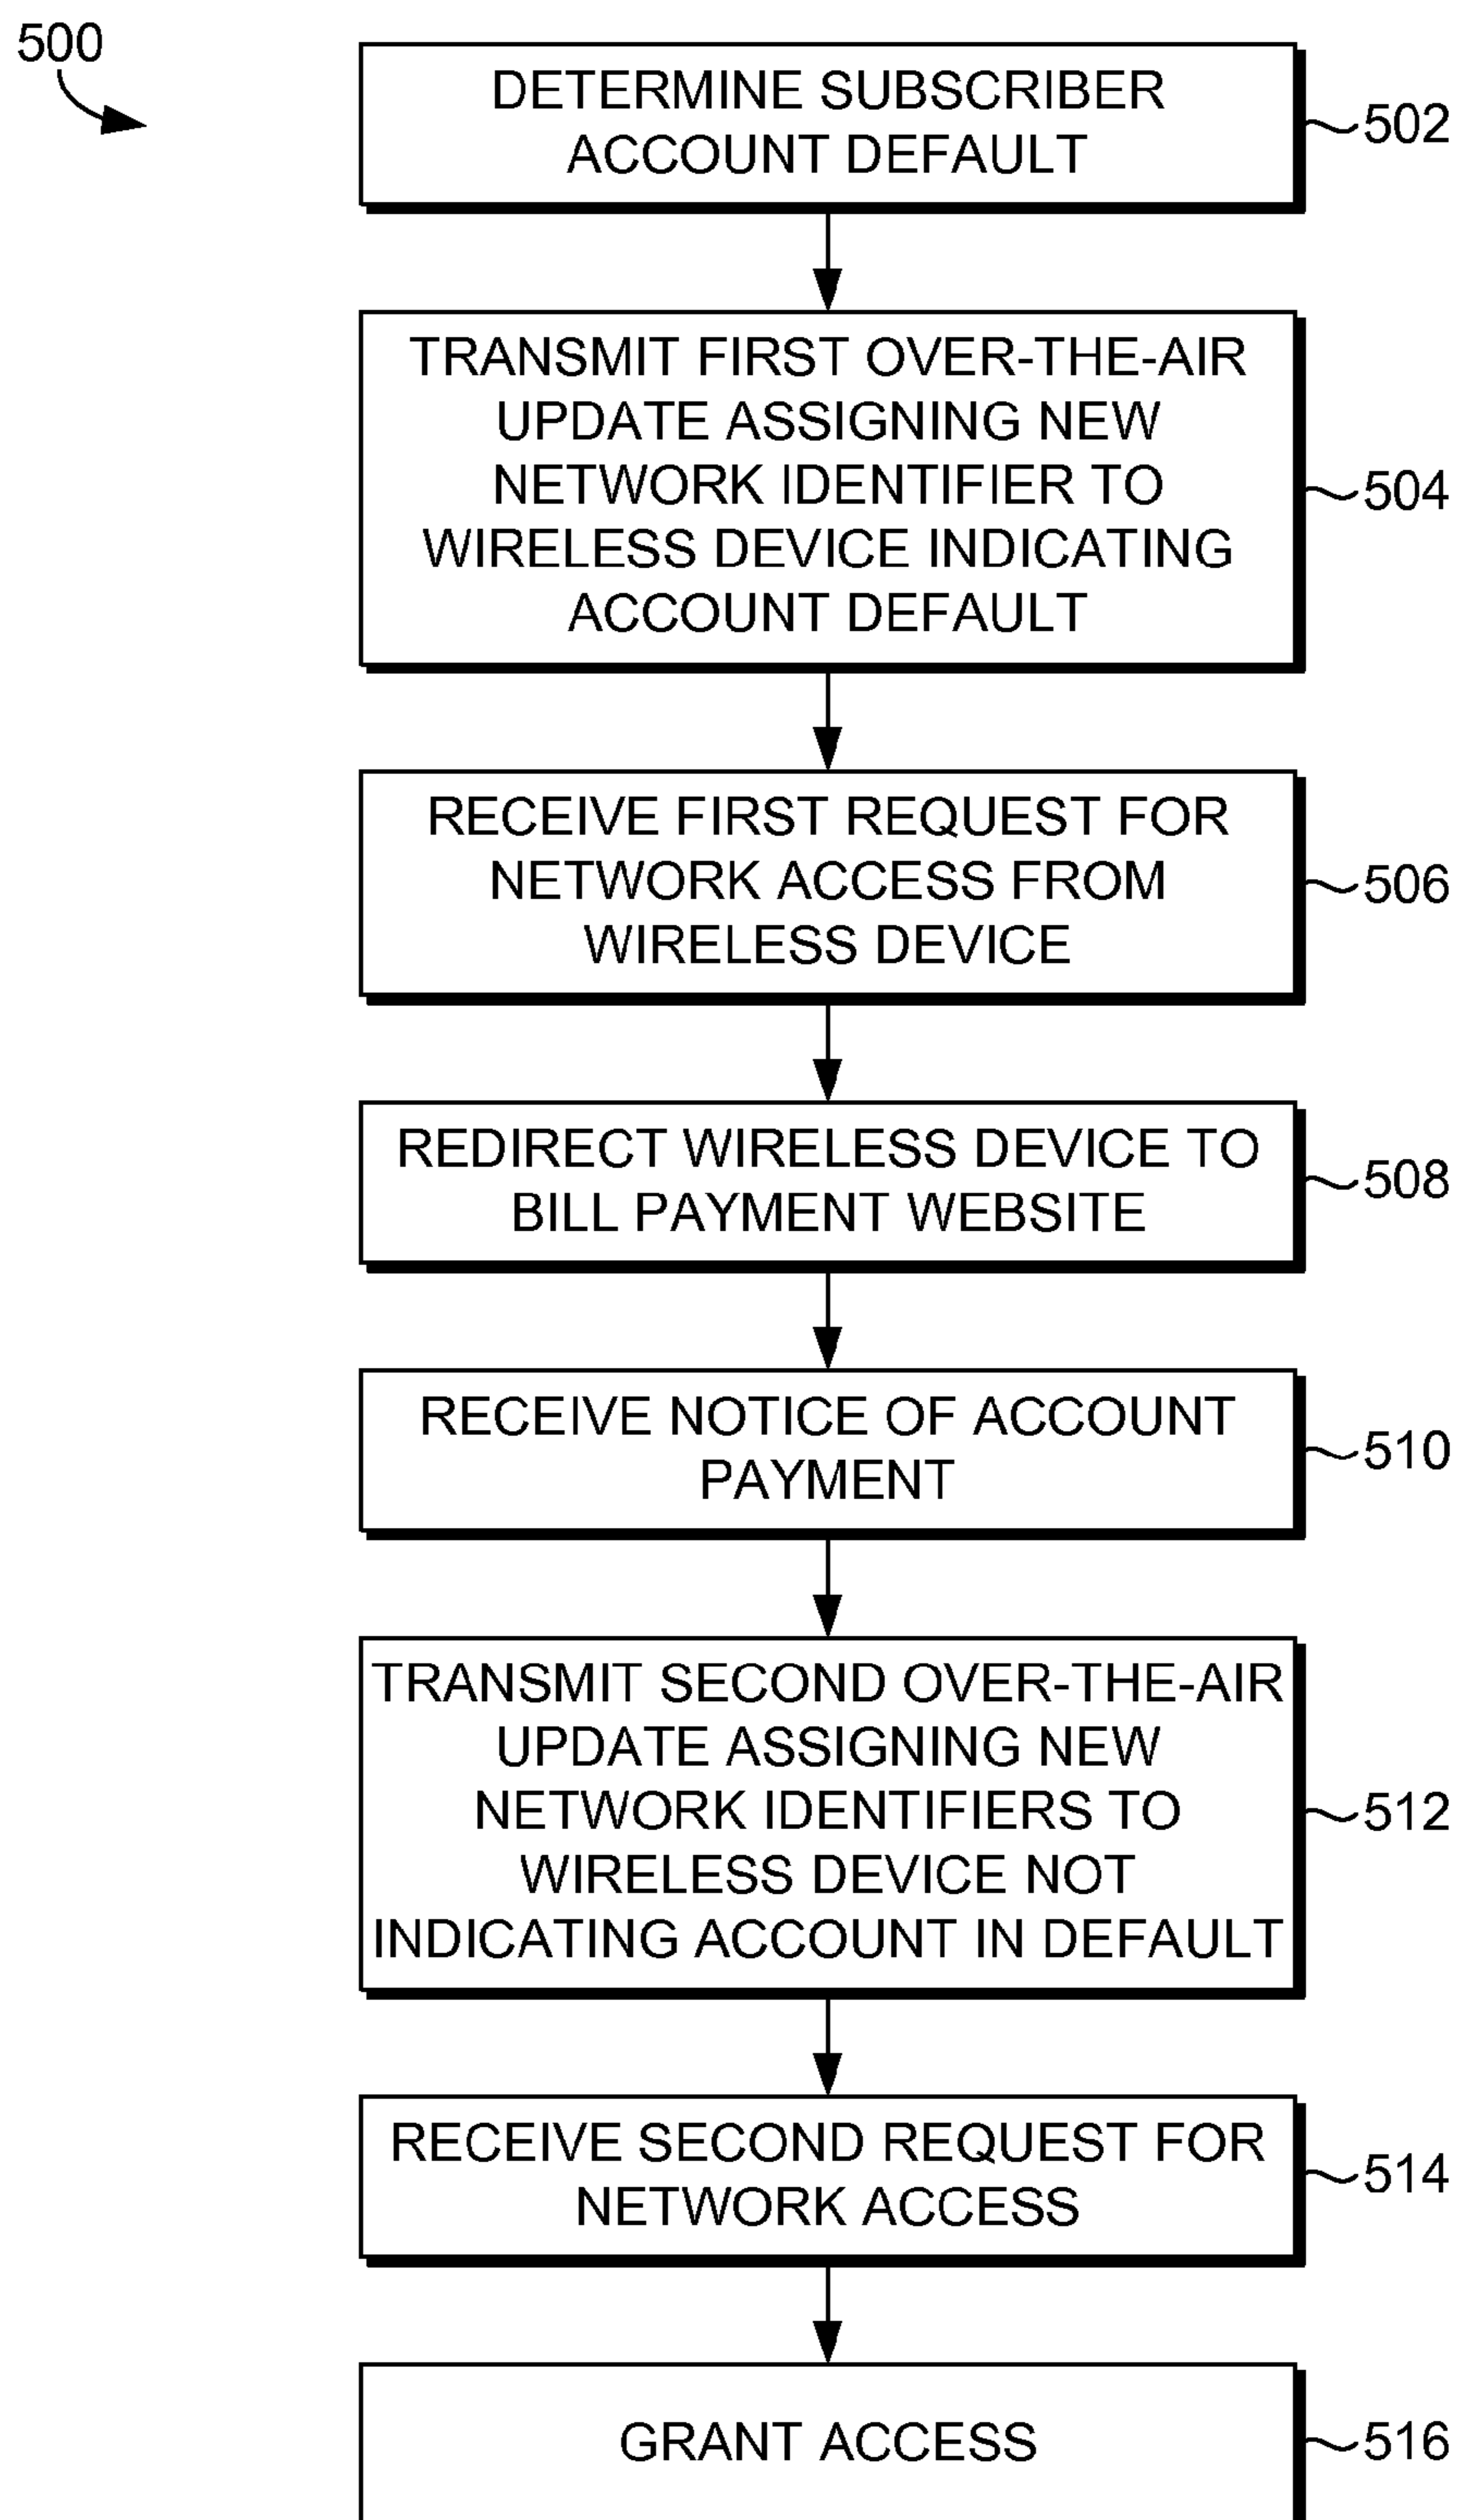 500
DETERMINE SUBSCRIBER
ACCOUNT DEFAULT
502
TRANSMIT FIRST OVER-THE-AIR
UPDATE ASSIGNING NEW
NETWORK IDENTIFIER TO
WIRELESS DEVICE INDICATING
ACCOUNT DEFAULT
504
RECEIVE FIRST REQUEST FOR
NETWORK ACCESS FROM
WIRELESS DEVICE
506
REDIRECT WIRELESS DEVICE TO
BILL PAYMENT WEBSITE
508
RECEIVE NOTICE OF ACCOUNT
PAYMENT
510
TRANSMIT SECOND OVER-THE-AIR
UPDATE ASSIGNING NEW
NETWORK IDENTIFIERS TO
WIRELESS DEVICE NOT
INDICATING ACCOUNT IN DEFAULT
512
RECEIVE SECOND REQUEST FOR
NETWORK ACCESS
514
GRANT ACCESS
516